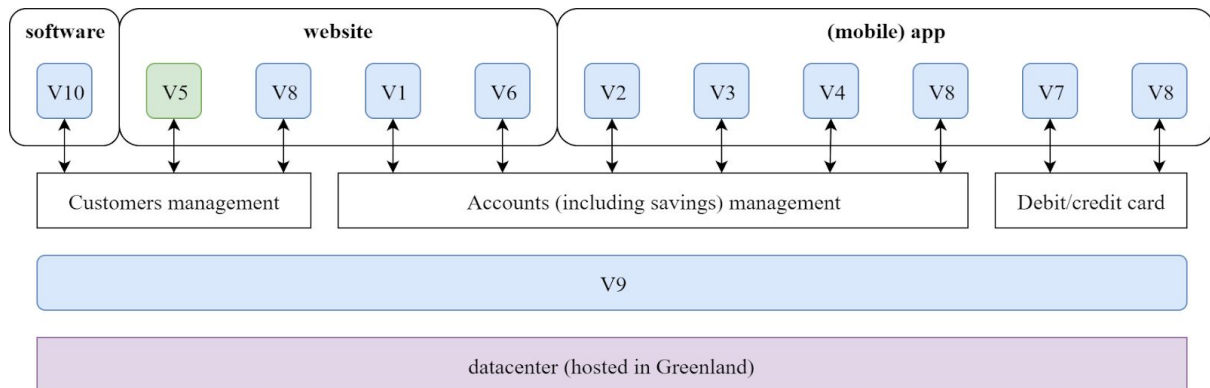 software
website
(mobile) app
V10
V5
V8
V1
V6
V2
V3
V4
V8
V7
V8
Customers management
Accounts (including savings) management
Debit/credit card
V9
datacenter (hosted in Greenland)